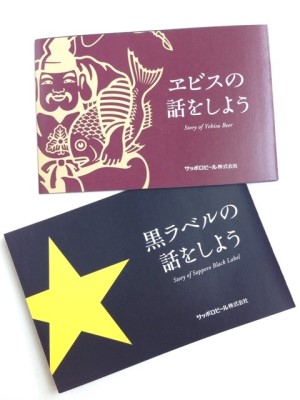 ヱビスの
話をしよう
Story of Yebisu Beer
サッポロビール株式会社
黒ラベルの
話をしよう
Story of Sapporo Black Label
サッポロビール株式会社